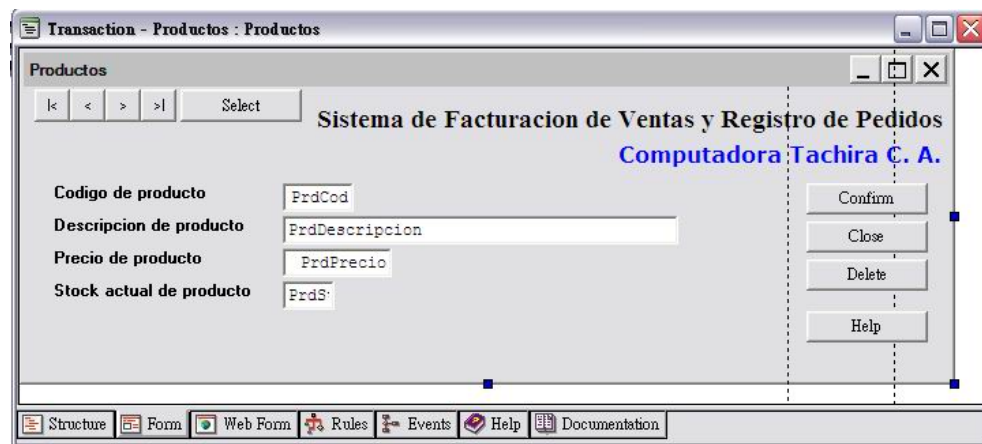 Transaction - Productos : Productos
Productos
|< < > >| Select
Sistema de Facturacion de Ventas y Registro de Pedidos
Computadora Tachira C. A.
Codigo de producto PrdCod Confirm
Descripcion de producto PrdDescripcion Close
Precio de producto PrdPrecio Delete
Stock actual de producto
Help
Structure Form Web Form Rules Events Help Documentation